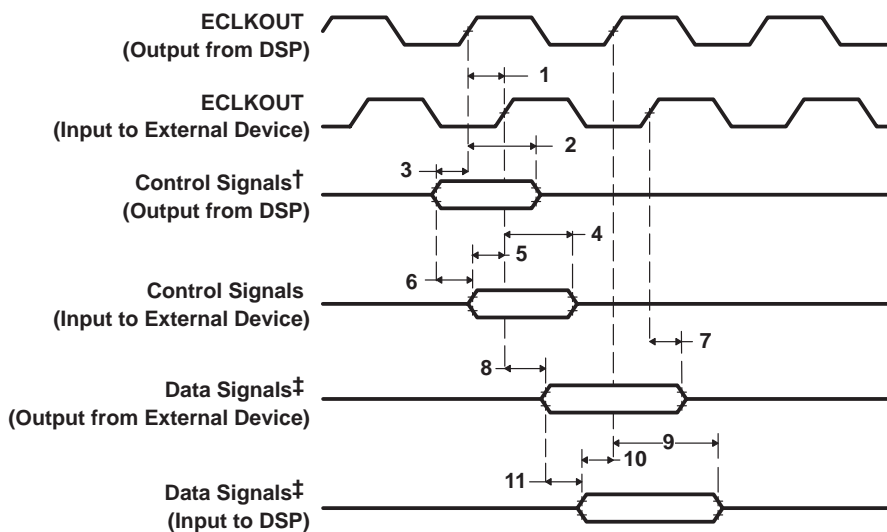 ECLKOUT
(Output from DSP)
1
ECLKOUT
(Input to External Device)
2
3
Control Signals†
(Output from DSP)
4
5
6
Control Signals
(Input to External Device)
7
8
Data Signals‡
(Output from External Device)
9
10
11
Data Signals‡
(Input to DSP)